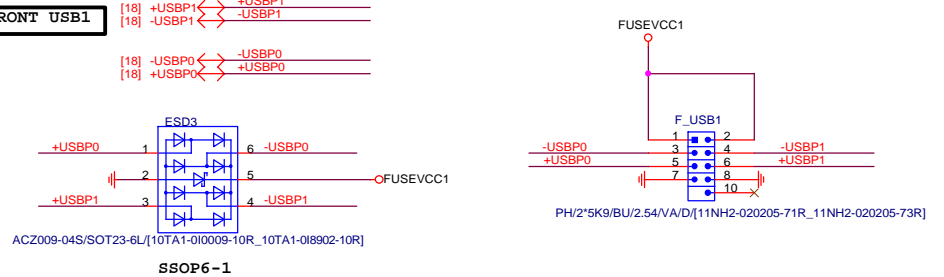 RONT USB1
[18] +USBP1 +USBP1
[18] -USBP1 -USBP1
[18] -USBP0 -USBP0
[18] +USBP0 +USBP0
ESD3
+USBP0 1 6 -USBP0
2 5 FUSEVCC1
+USBP1 3 4 -USBP1
ACZ009-04S/SOT23-6L/[10TA1-0I0009-10R_10TA1-0I8902-10R]
SSOP6-1
FUSEVCC1
F_USB1
1 2
-USBP0 3 4 -USBP1
+USBP0 5 6 +USBP1
7 8
10
PH/2*5K9/BU/2.54/VA/D/[11NH2-020205-71R_11NH2-020205-73R]